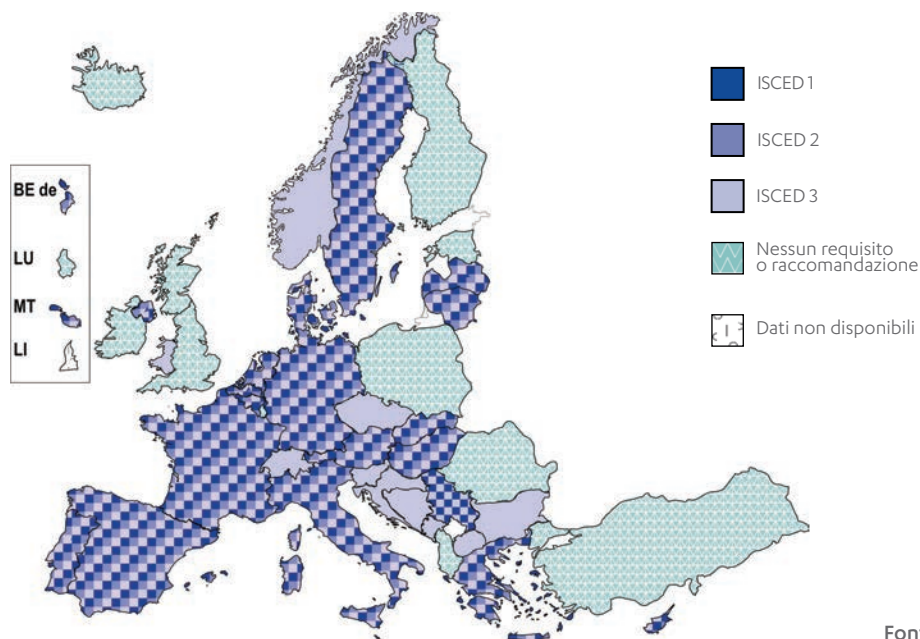 BE de
LU
MT
LI
ISCED 1
ISCED 2
ISCED 3
Nessun requisito
o raccomandazione
Dati non disponibili
Fon